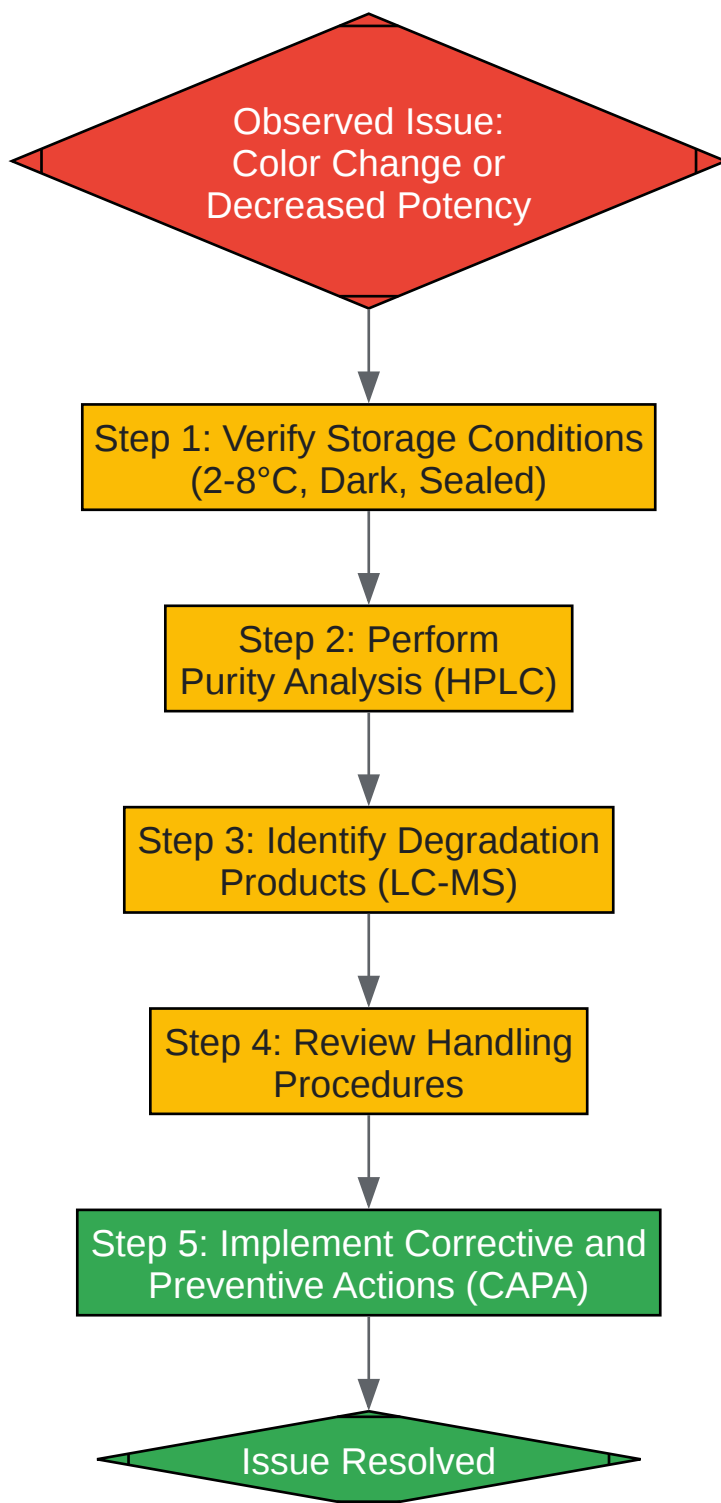 Observed Issue:
Color Change or
Decreased Potency
Step 1: Verify Storage Conditions
(2-8°C, Dark, Sealed)
Step 2: Perform
Purity Analysis (HPLC)
Step 3: Identify Degradation
Products (LC-MS)
Step 4: Review Handling
Procedures
Step 5: Implement Corrective and
Preventive Actions (CAPA)
Issue Resolved